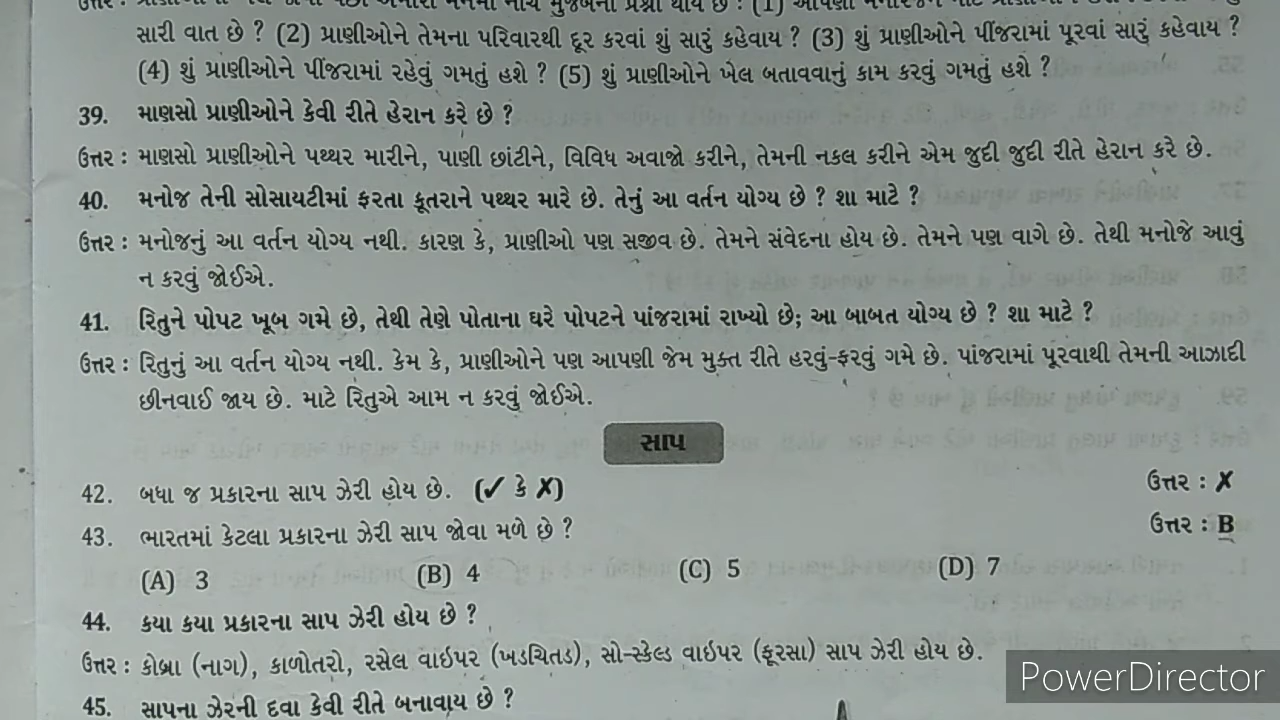 સારી વાત છે ? (2) પ્રાણીઓને તેમના પરિવારથી દૂર કરવાં શું સારું કહેવાય ? (3) શું પ્રાણીઓને પીંજરામાં પૂરવાં સારું કહેવાય ?
(4) શું પ્રાણીઓને પીંજરામાં રહેવું ગમતું હશે ? (5) શું પ્રાણીઓને ખેલ બતાવવાનું કામ કરવું ગમતું હશે ?
39. માણસો પ્રાણીઓને કેવી રીતે હેરાન કરે છે ?
ઉત્તર : માણસો પ્રાણીઓને પથ્થર મારીને, પાણી છાંટીને, વિવિધ અવાજો કરીને, તેમની નકલ કરીને એમ જુદી જુદી રીતે હેરાન કરે છે.
40. મનોજ તેની સોસાયટીમાં ફરતા કૂતરાને પથ્થર મારે છે. તેનું આ વર્તન યોગ્ય છે ? શા માટે ?
ઉત્તર : મનોજનું આ વર્તન યોગ્ય નથી. કારણ કે, પ્રાણીઓ પણ સજીવ છે. તેમને સંવેદના હોય છે. તેમને પણ વાગે છે. તેથી મનોજે આવું
ન કરવું જોઈએ.
41. રિતુને પોપટ ખૂબ ગમે છે, તેથી તેણે પોતાના ઘરે પોપટને પાંજરામાં રાખ્યો છે; આ બાબત યોગ્ય છે ? શા માટે ?
ઉત્તર : રિતુનું આ વર્તન યોગ્ય નથી. કેમ કે, પ્રાણીઓને પણ આપણી જેમ મુક્ત રીતે હરવું-ફરવું ગમે છે. પાંજરામાં પૂરવાથી તેમની આઝાદી
છીનવાઈ જાય છે. માટે રિતુએ આમ ન કરવું જોઈએ.
સાપ
42. બધા જ પ્રકારના સાપ ઝેરી હોય છે. (✓ કે ✗) ઉત્તર : ✗
43. ભારતમાં કેટલા પ્રકારના ઝેરી સાપ જોવા મળે છે ? ઉત્તર : B
(A) 3 (B) 4 (C) 5 (D) 7
44. કયા કયા પ્રકારના સાપ ઝેરી હોય છે ?
ઉત્તર : કોબ્રા (નાગ), કાળોતરો, રસેલ વાઇપર (ખડચિતડ), સો-સ્કેલ્ડ વાઇપર (ફૂરસા) સાપ ઝેરી હોય છે.
45. સાપના ઝેરની દવા કેવી રીતે બનાવાય છે ?
PowerDirector